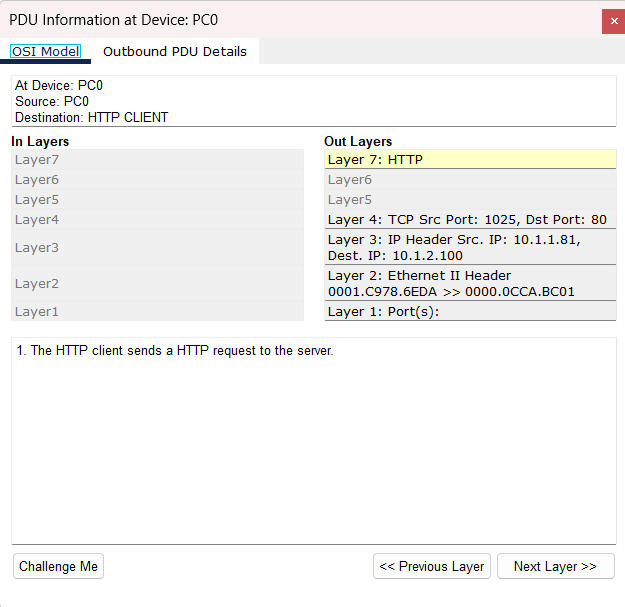 PDU Information at Device: PC0
×
OSI Model Outbound PDU Details
At Device: PC0
Source: PC0
Destination: HTTP CLIENT
In Layers
Layer7
Layer6
Layer5
Layer4
Layer3
Layer2
Layer1
Out Layers
Layer 7: HTTP
Layer6
Layer5
Layer 4: TCP Src Port: 1025, Dst Port: 80
Layer 3: IP Header Src. IP: 10.1.1.81,
Dest. IP: 10.1.2.100
Layer 2: Ethernet II Header
0001.C978.6EDA >> 0000.0CCA.BC01
Layer 1: Port(s):
1. The HTTP client sends a HTTP request to the server.
Challenge Me
<< Previous Layer
Next Layer >>